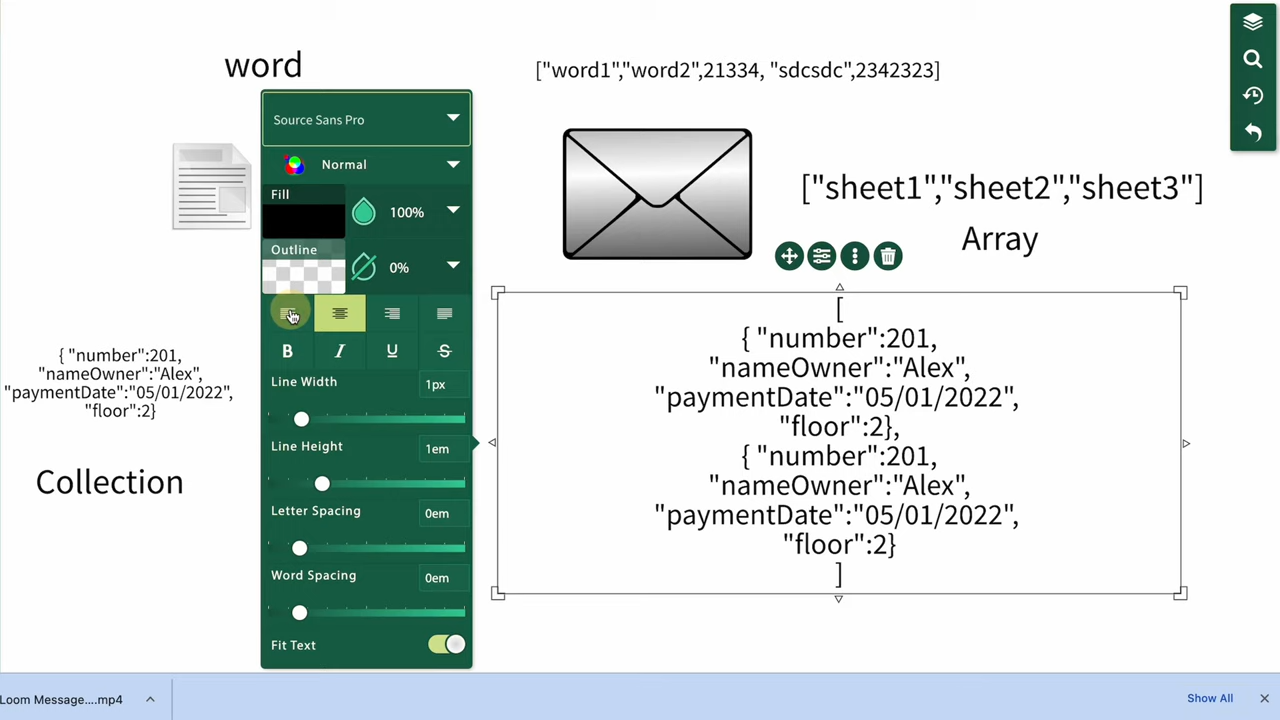 word
["word1","word2",21334, "sdcsdc",2342323]
Source Sans Pro
Normal
Fill
100%
Outline
0%
B I U S
Line Width
1px
Line Height
1em
Letter Spacing
0em
Word Spacing
0em
Fit Text
["sheet1","sheet2","sheet3"]
Array
{ "number":201,
"nameOwner":"Alex",
"paymentDate":"05/01/2022",
"floor":2}
Collection
[
{ "number":201,
"nameOwner":"Alex",
"paymentDate":"05/01/2022",
"floor":2},
{ "number":201,
"nameOwner":"Alex",
"paymentDate":"05/01/2022",
"floor":2}
]
Loom Message....mp4
Show All